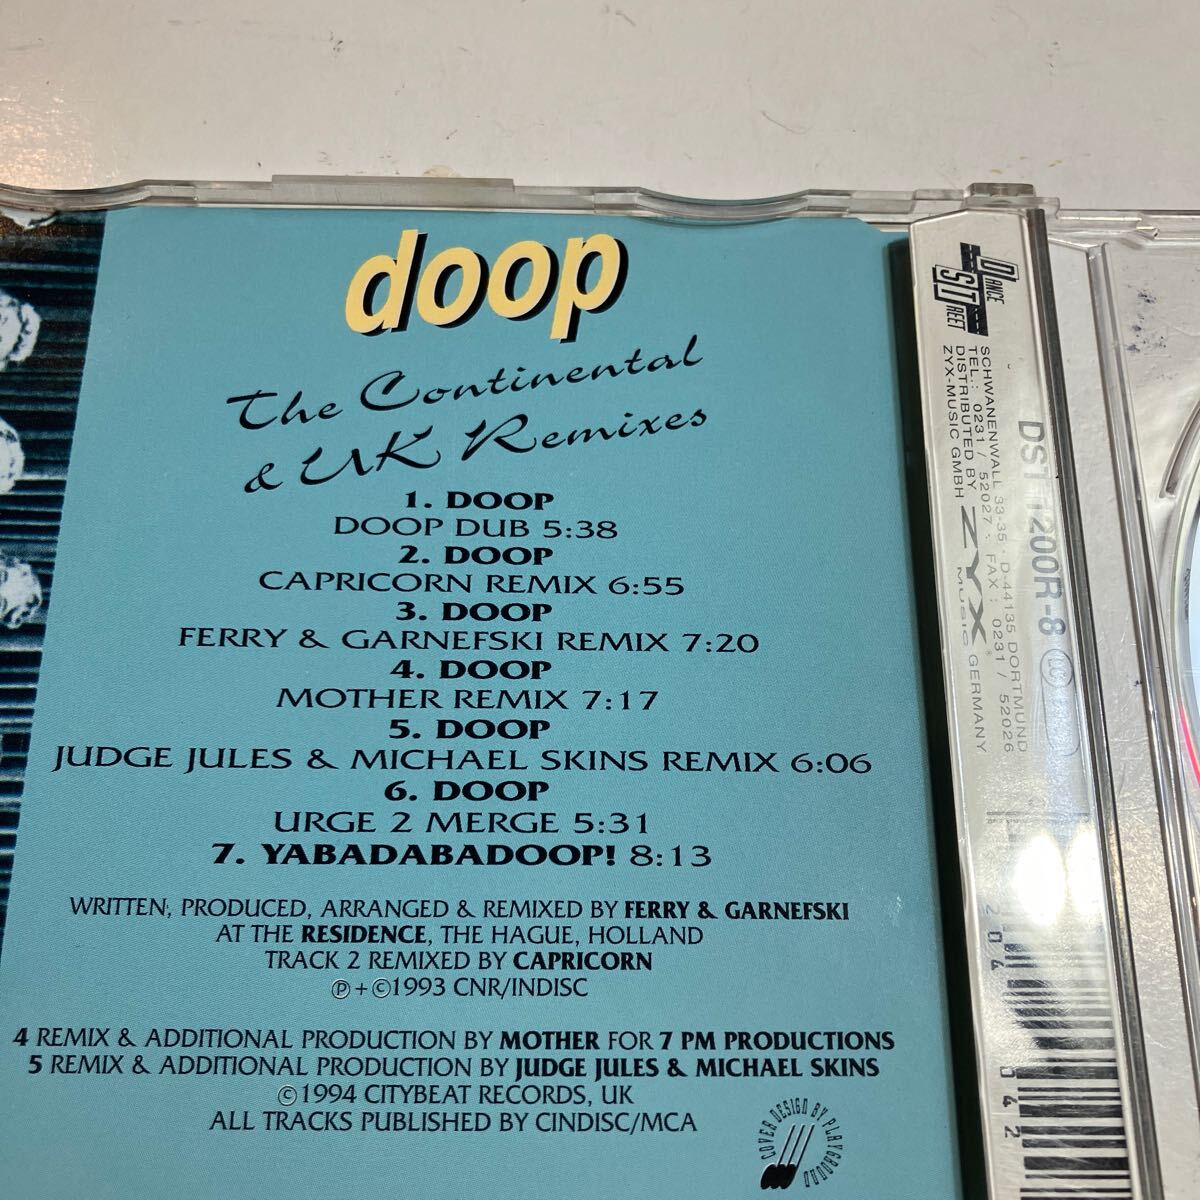 doop
The Continental
& UK Remixes
1. DOOP
DOOP DUB 5:38
2. DOOP
CAPRICORN REMIX 6:55
3. DOOP
FERRY & GARNEFSKI REMIX 7:20
4. DOOP
MOTHER REMIX 7:17
5. DOOP
JUDGE JULES & MICHAEL SKINS REMIX 6:06
6. DOOP
URGE 2 MERGE 5:31
7. YABADABADOOP! 8:13
WRITTEN, PRODUCED, ARRANGED & REMIXED BY FERRY & GARNEFSKI
AT THE RESIDENCE, THE HAGUE, HOLLAND
TRACK 2 REMIXED BY CAPRICORN
℗+©1993 CNR/INDISC
4 REMIX & ADDITIONAL PRODUCTION BY MOTHER FOR 7 PM PRODUCTIONS
5 REMIX & ADDITIONAL PRODUCTION BY JUDGE JULES & MICHAEL SKINS
©1994 CITYBEAT RECORDS, UK
ALL TRACKS PUBLISHED BY CINDISC/MCA
COVER DESIGN BY PLAYGROUND
DANCE
STREET
SCHWANENWALL 33-35 · D-44135 DORTMUND
TEL.: 0231 / 52027 · FAX: 0231 / 52026
DISTRIBUTED BY
ZYX-MUSIC GMBH
ZYX
MUSIC
GERMANY
1200R-8